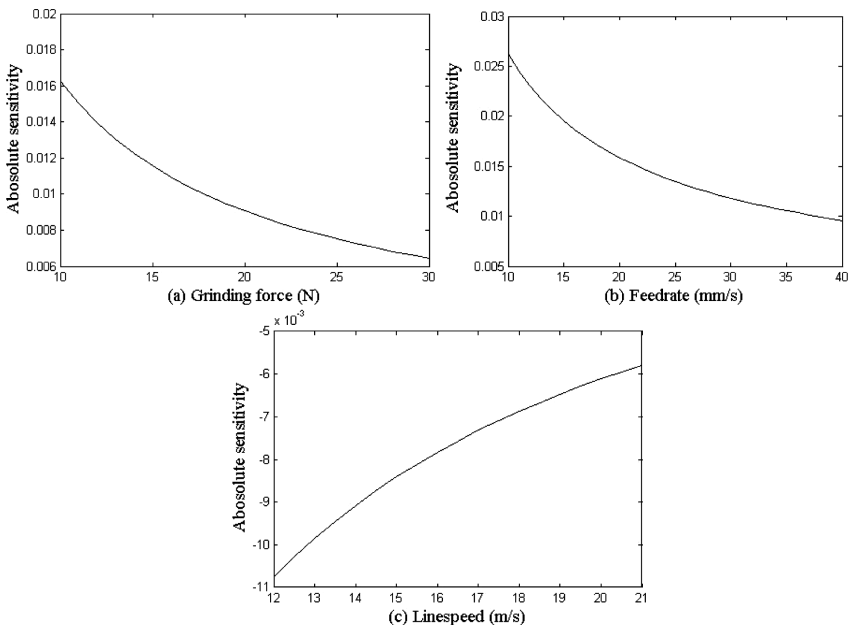 0.02
0.018
0.016
0.014
0.012
0.01
0.008
0.006
Abosolute sensitivity
10 15 20 25 30
(a) Grinding force (N)
0.03
0.025
0.02
0.015
0.01
0.005
Abosolute sensitivity
10 15 20 25 30 35 40
(b) Feedrate (mm/s)
x 10^-3
-5
-6
-7
-8
-9
-10
-11
Abosolute sensitivity
12 13 14 15 16 17 18 19 20 21
(c) Linespeed (m/s)